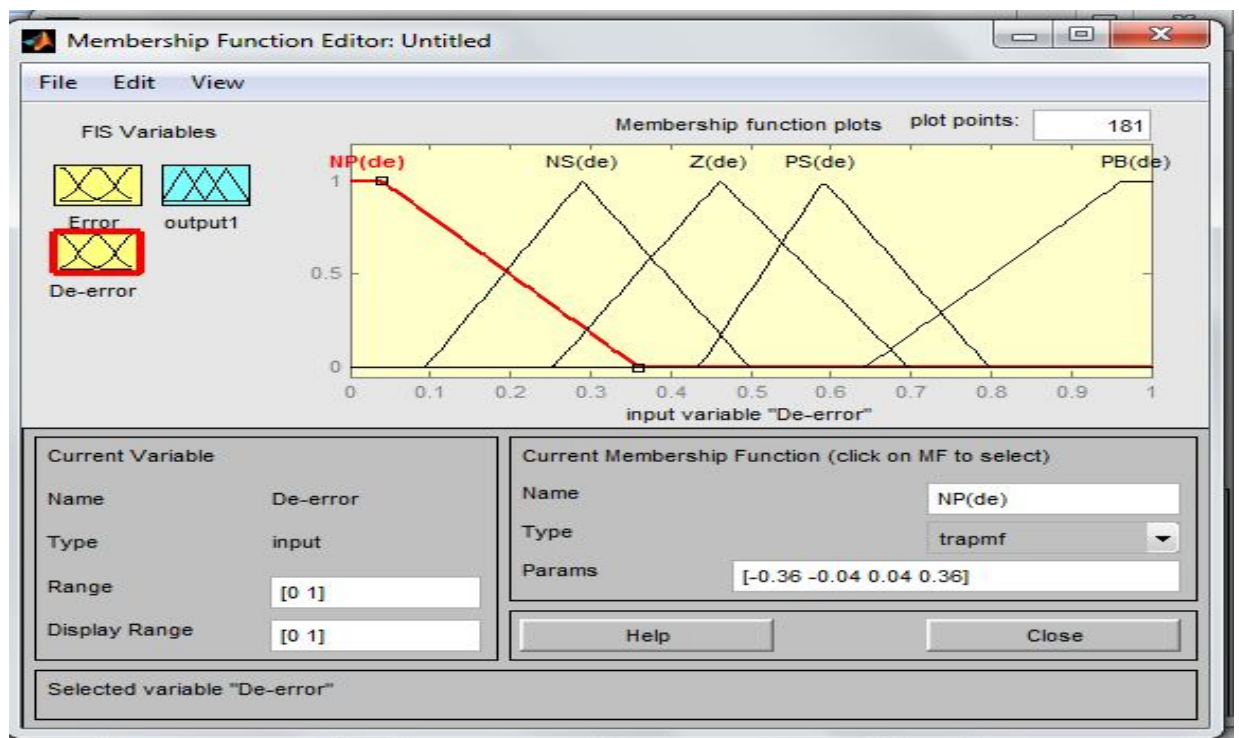 Membership Function Editor: Untitled
File Edit View
FIS Variables
Membership function plots plot points: 181
NP(de) NS(de) Z(de) PS(de) PB(de)
1
0.5
0
0 0.1 0.2 0.3 0.4 0.5 0.6 0.7 0.8 0.9 1
input variable "De-error"
Error output1
De-error
Current Variable
Name De-error
Type input
Range [0 1]
Display Range [0 1]
Current Membership Function (click on MF to select)
Name NP(de)
Type trapmf
Params [-0.36 -0.04 0.04 0.36]
Help Close
Selected variable "De-error"